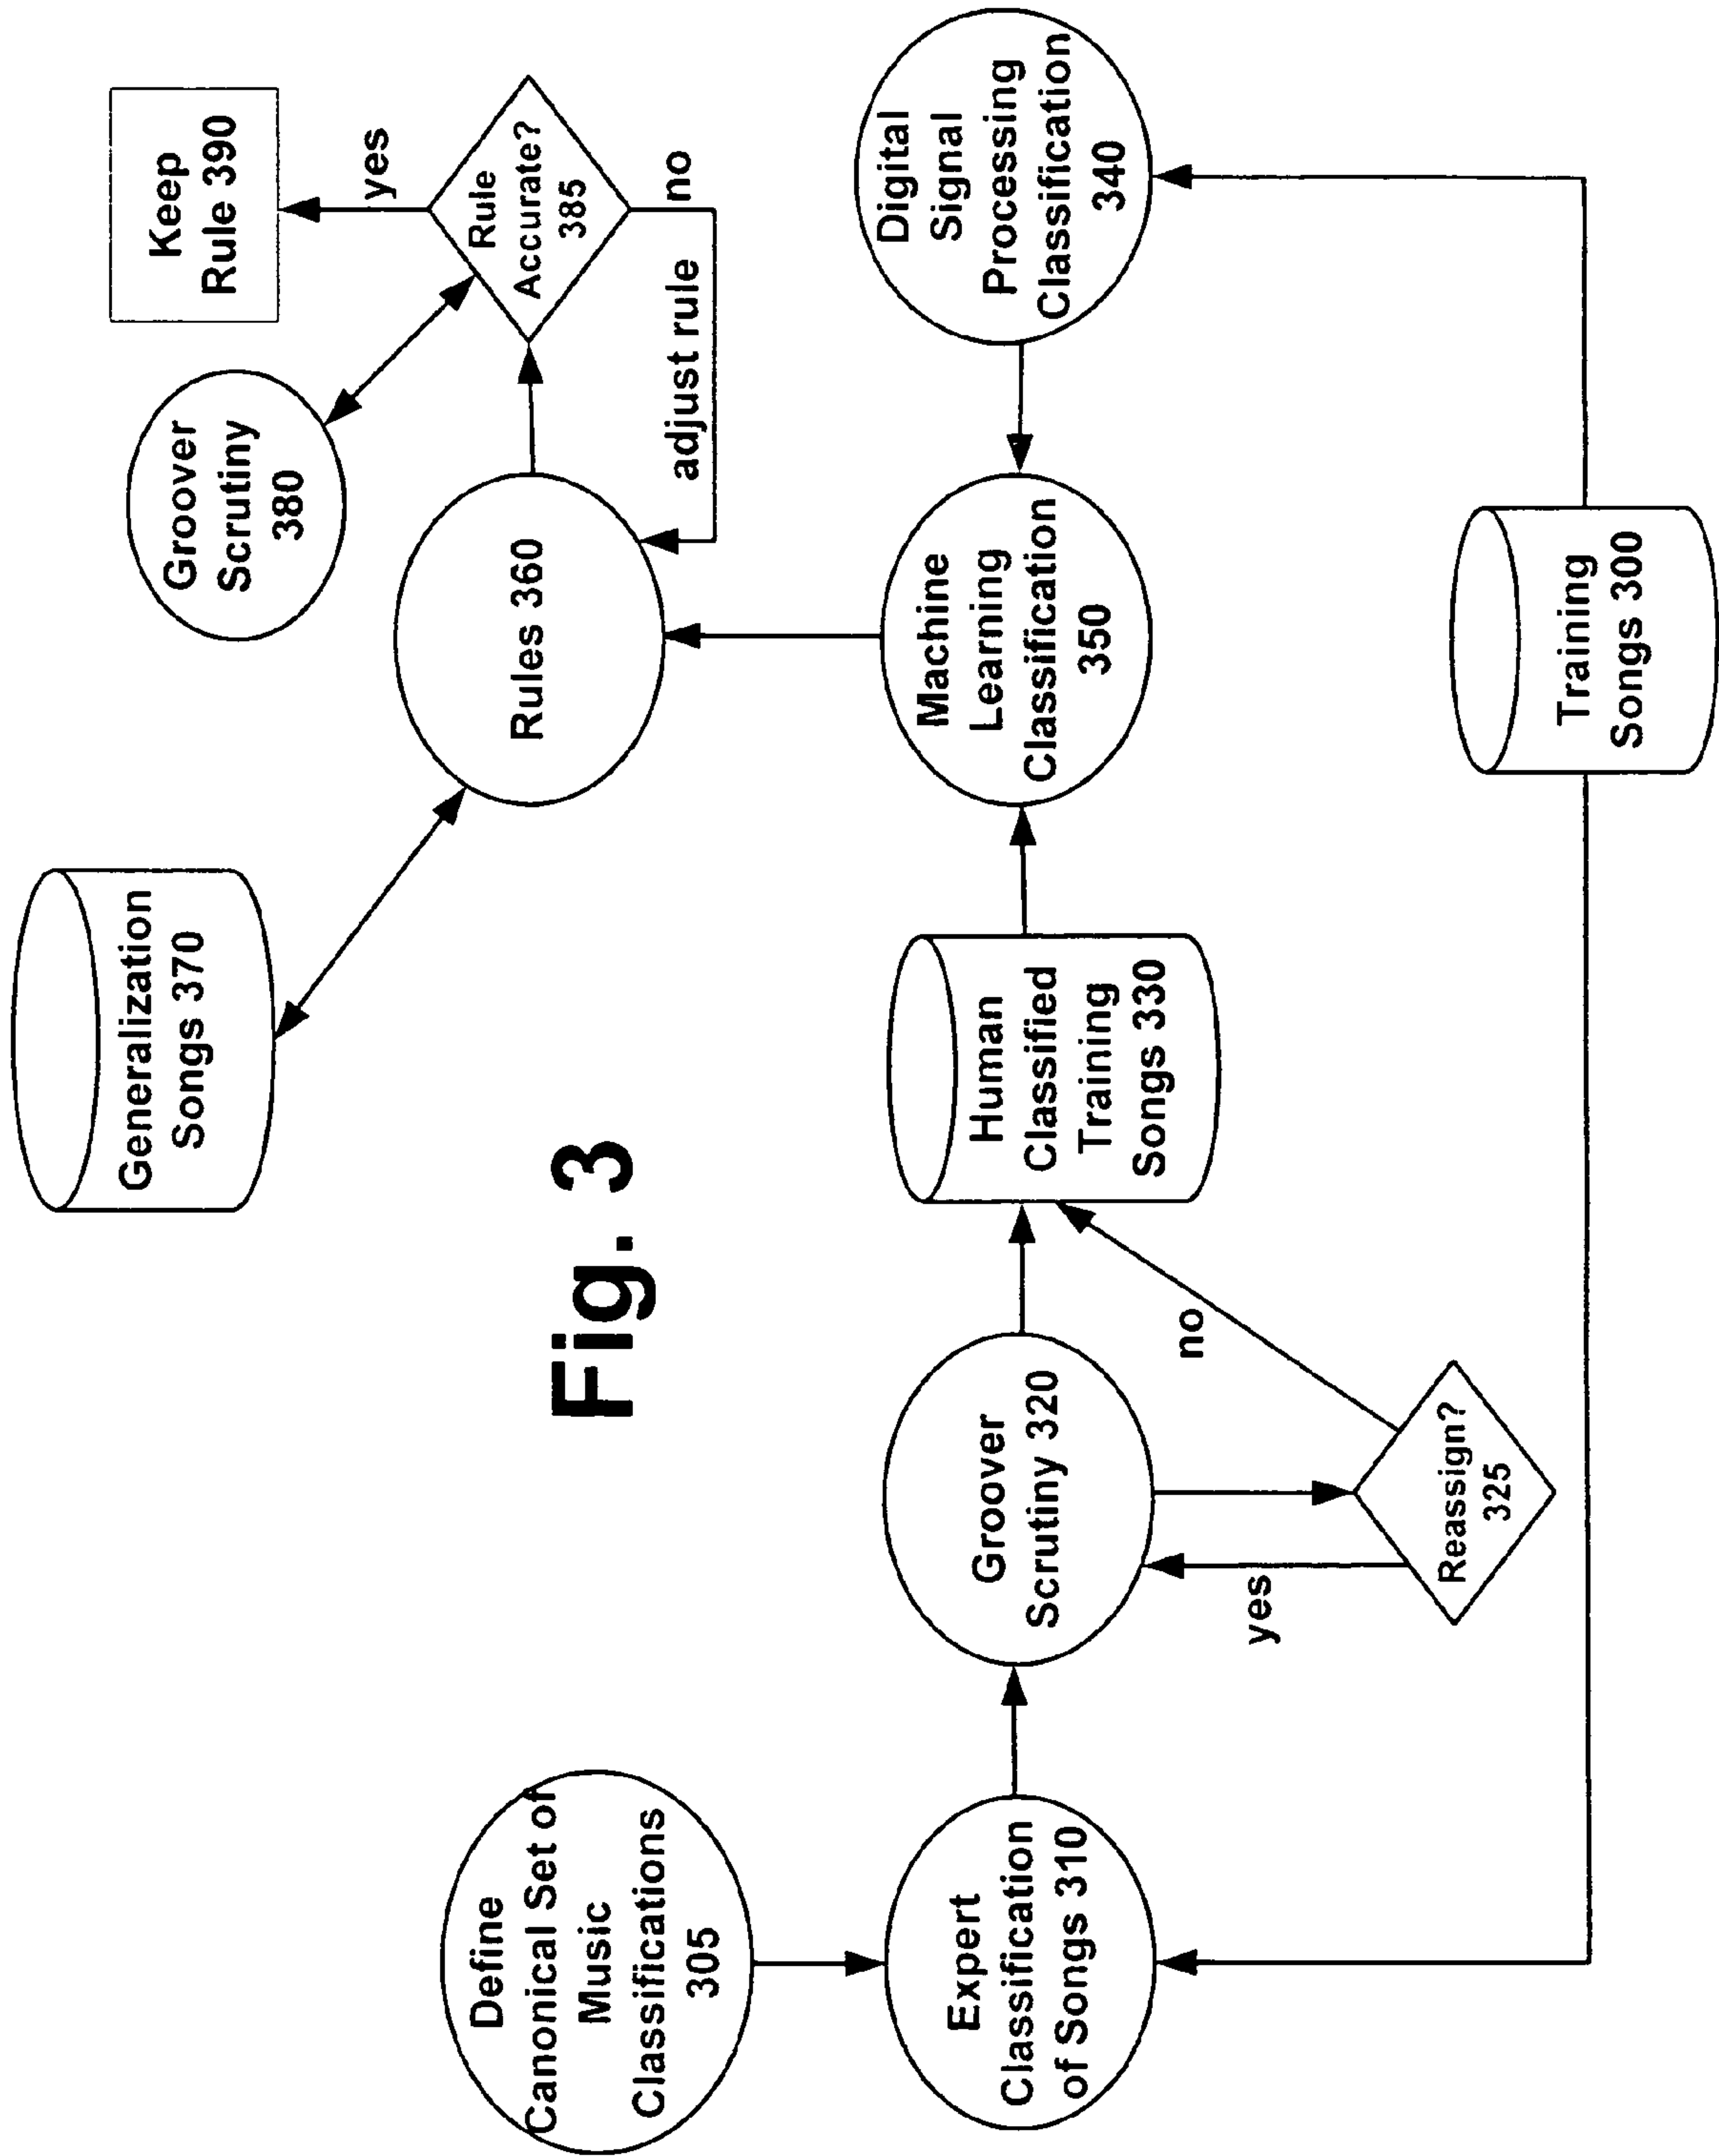 Generalization
Songs 370
Groover
Scrutiny
380
Keep
Rule 390
yes
Rule
Accurate?
385
no
adjust rule
Rules 360
Fig. 3
Define
Canonical Set of
Music
Classifications
305
Expert
Classification
of Songs 310
Groover
Scrutiny 320
Human
Classified
Training
Songs 330
Machine
Learning
Classification
350
Digital
Signal
Processing
Classification
340
yes
no
Reassign?
325
Training
Songs 300